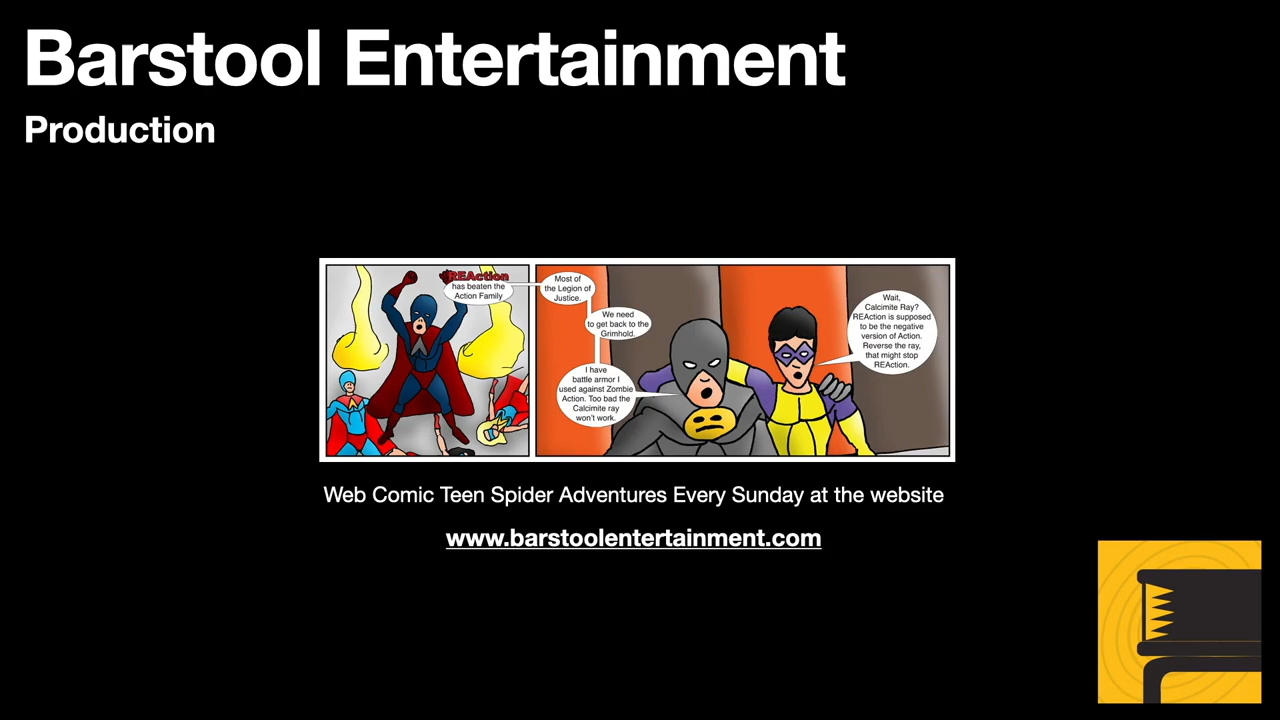 Barstool Entertainment
Production
REAction
has beaten the
Action Family
Most of
the Legion of
Justice.
We need
to get back to the
Grimhold.
I have
battle armor I
used against Zombie
Action. Too bad the
Calcimite ray
won't work.
Wait,
Calcimite Ray?
REAction is supposed
to be the negative
version of Action.
Reverse the ray,
that might stop
REAction.
Web Comic Teen Spider Adventures Every Sunday at the website
www.barstoolentertainment.com